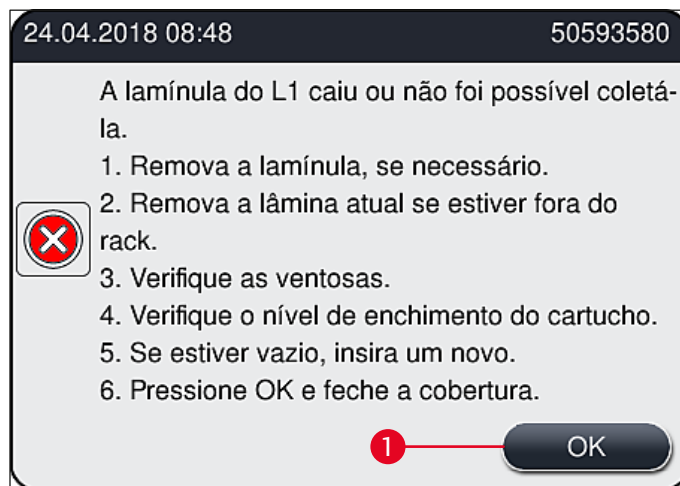 24.04.2018 08:48 50593580
A lamínula do L1 caiu ou não foi possível coletá-
la.
1. Remova a lamínula, se necessário.
2. Remova a lâmina atual se estiver fora do
rack.
3. Verifique as ventosas.
4. Verifique o nível de enchimento do cartucho.
5. Se estiver vazio, insira um novo.
6. Pressione OK e feche a cobertura.
1 OK